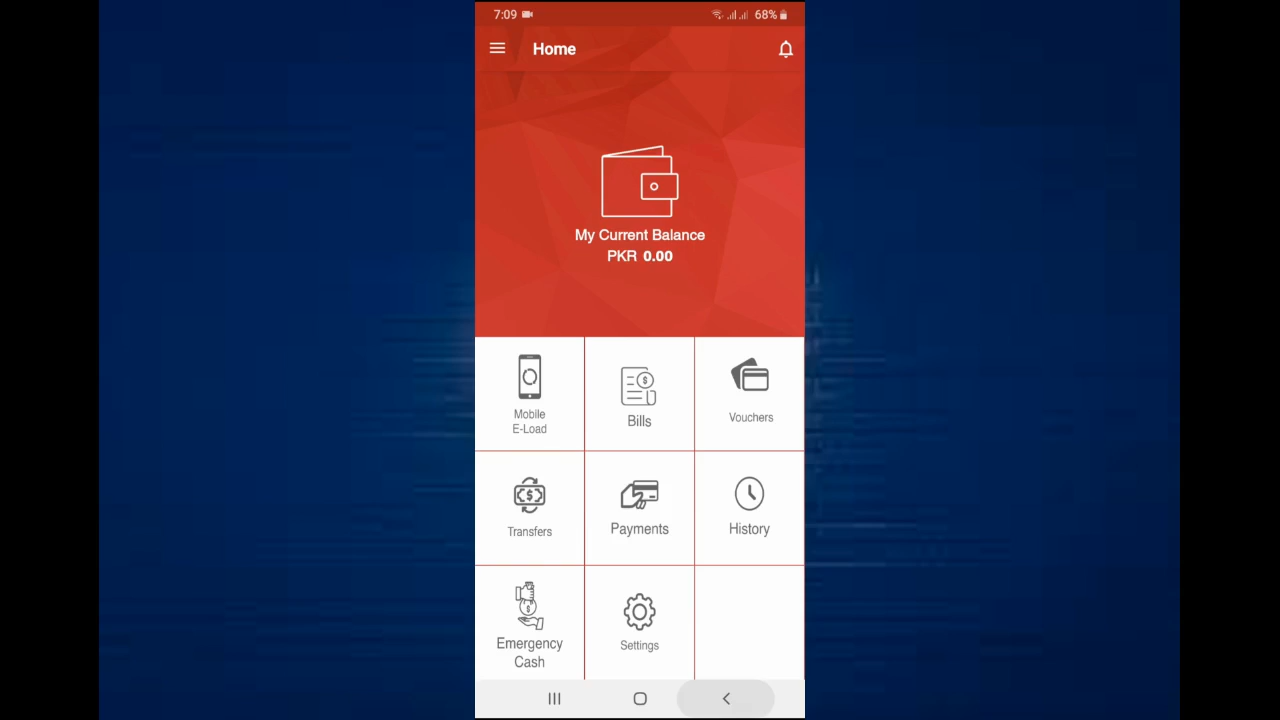 7:09 68%
Home
My Current Balance
PKR 0.00
Mobile
E-Load
Bills
Vouchers
Transfers
Payments
History
Emergency
Cash
Settings